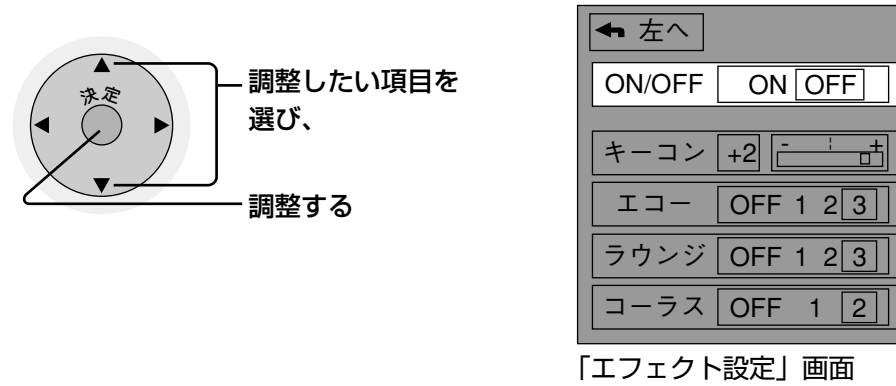 決定
調整したい項目を
選び、
調整する
左へ
ON/OFF ON OFF
キーコン +2 - +
エコー OFF 1 2 3
ラウンジ OFF 1 2 3
コーラス OFF 1 2
「エフェクト設定」画面